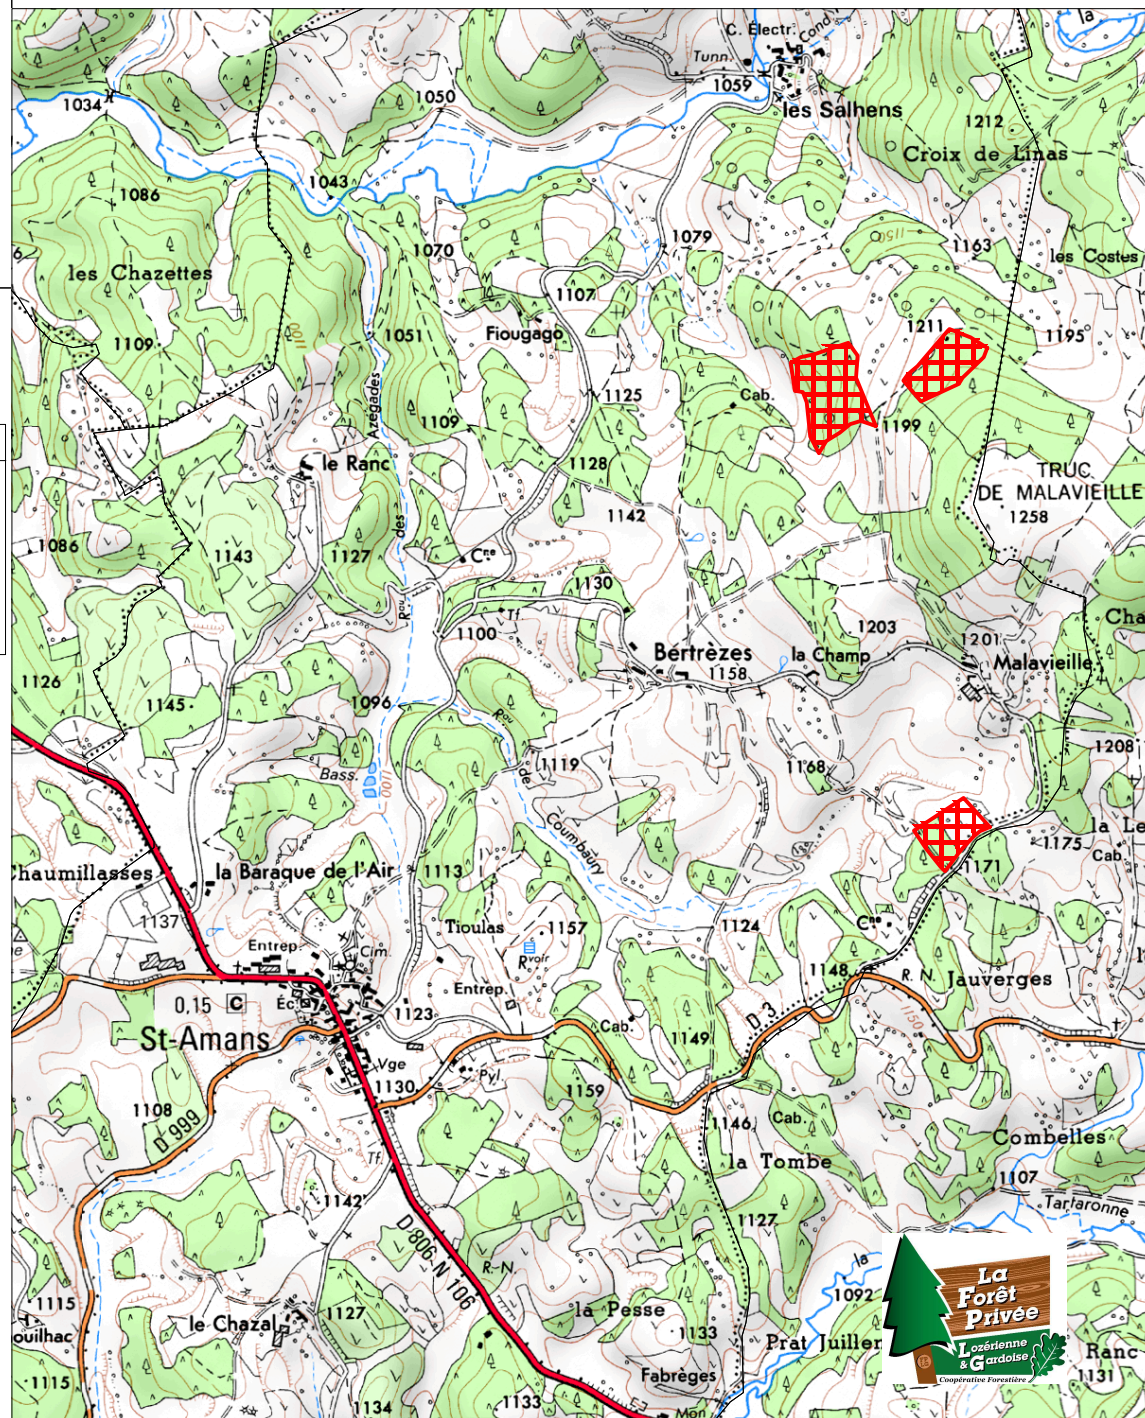 la
C. Électr.
Cond
Tunn.
1059
1034
1050
les Salhens
1212
Croix de Linas
1043
1086
1079
1163
1150
1070
les Costes
les Chazettes
1107
1211
1195
1051
Fiougago
1100
1109
1125
Cab.
Azegades
1109
1199
le Ranc
1128
TRUC
DE MALAVIEILLE
1258
des
1142
1086
1143
1127
Cne
1130
Rou
Tf.
Cha
1100
1203
1201
Bertrèzes
la Champ
Malavieille
1158
1126
1145
1096
Rou
1208
de
1119
Bass.
1100
1168
Coumbaury
la Le
1175
Cab.
Chaumillasses
la Baraque de l'Air
1113
1171
1137
Tioulas
1157
1124
Cne
Entrep.
Cim.
Rvoir
1148
R. N.
Jauverges
0,15 C
Éc.
Entrep.
1123
Cab.
D 3
1150
St-Amans
1149
Vge
Pyl.
1130
1159
1108
D 999
1146
Cab.
Combelles
la Tombe
Tf.
1107
1142
Tartaronne
1127
D 806-N 106
la
R.-N.
1115
1092
le Chazal
1127
la Pesse
ouilhac
1133
Prat Juiller
Ranc
1115
Fabrèges
1131
1134
1133
Mon
La
Forêt
Privée
Lozérienne
& Gardoise
Coopérative Forestière